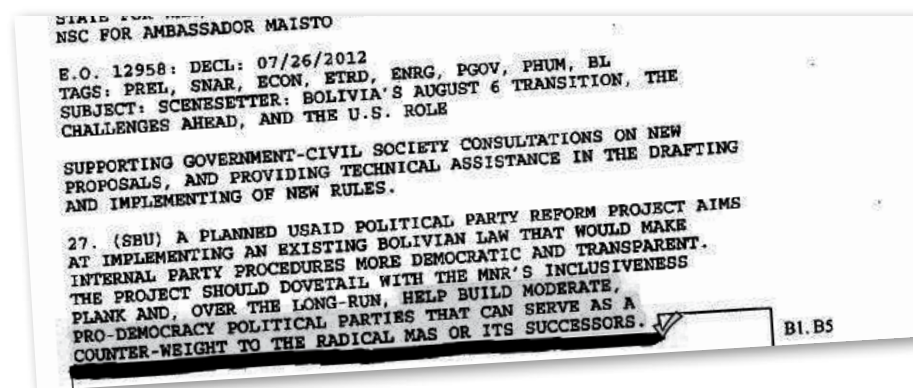 NSC FOR AMBASSADOR MAISTO
E.O. 12958: DECL: 07/26/2012
TAGS: PREL, SNAR, ECON, ETRD, ENRG, PGOV, PHUM, BL
SUBJECT: SCENESETTER: BOLIVIA'S AUGUST 6 TRANSITION, THE
CHALLENGES AHEAD, AND THE U.S. ROLE
SUPPORTING GOVERNMENT-CIVIL SOCIETY CONSULTATIONS ON NEW
PROPOSALS, AND PROVIDING TECHNICAL ASSISTANCE IN THE DRAFTING
AND IMPLEMENTING OF NEW RULES.
27. (SBU) A PLANNED USAID POLITICAL PARTY REFORM PROJECT AIMS
AT IMPLEMENTING AN EXISTING BOLIVIAN LAW THAT WOULD MAKE
INTERNAL PARTY PROCEDURES MORE DEMOCRATIC AND TRANSPARENT.
THE PROJECT SHOULD DOVETAIL WITH THE MNR'S INCLUSIVENESS
PLANK AND, OVER THE LONG-RUN, HELP BUILD MODERATE,
PRO-DEMOCRACY POLITICAL PARTIES THAT CAN SERVE AS A
COUNTER-WEIGHT TO THE RADICAL MAS OR ITS SUCCESSORS.
B1.B5